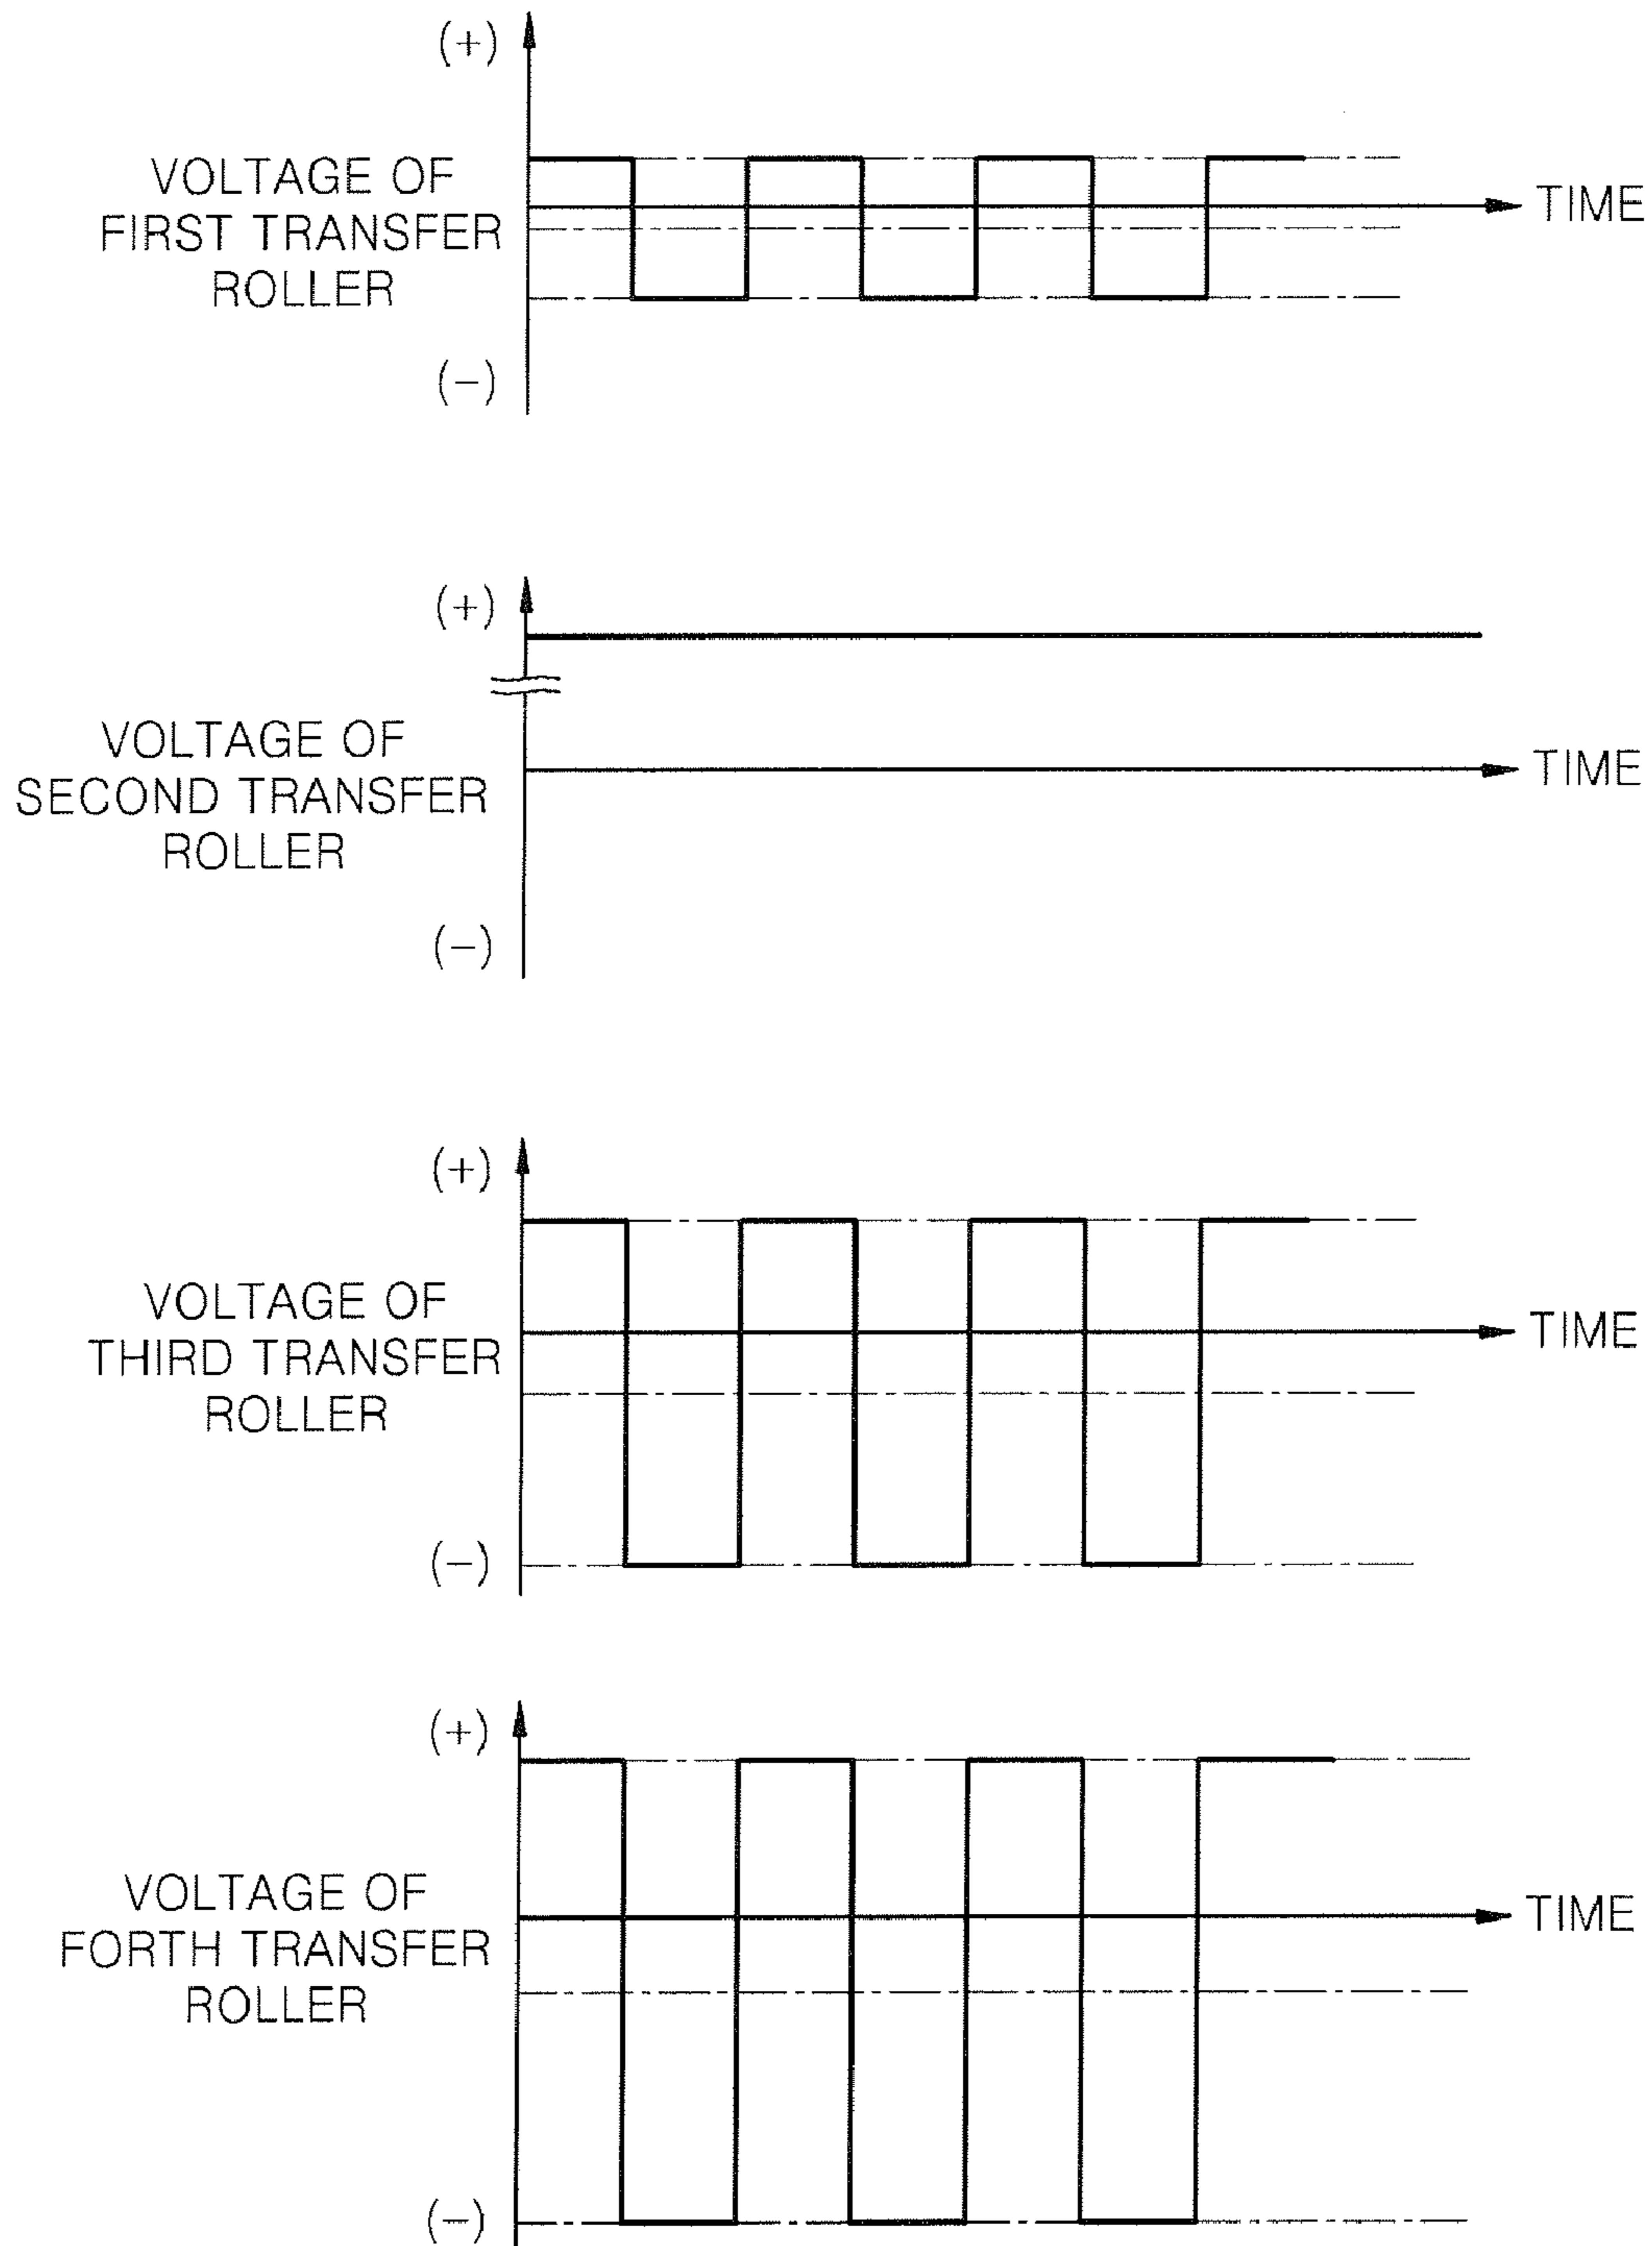 (+)
VOLTAGE OF
FIRST TRANSFER
ROLLER
TIME
(−)
(+)
VOLTAGE OF
SECOND TRANSFER
ROLLER
TIME
(−)
(+)
VOLTAGE OF
THIRD TRANSFER
ROLLER
TIME
(−)
(+)
VOLTAGE OF
FORTH TRANSFER
ROLLER
TIME
(−)